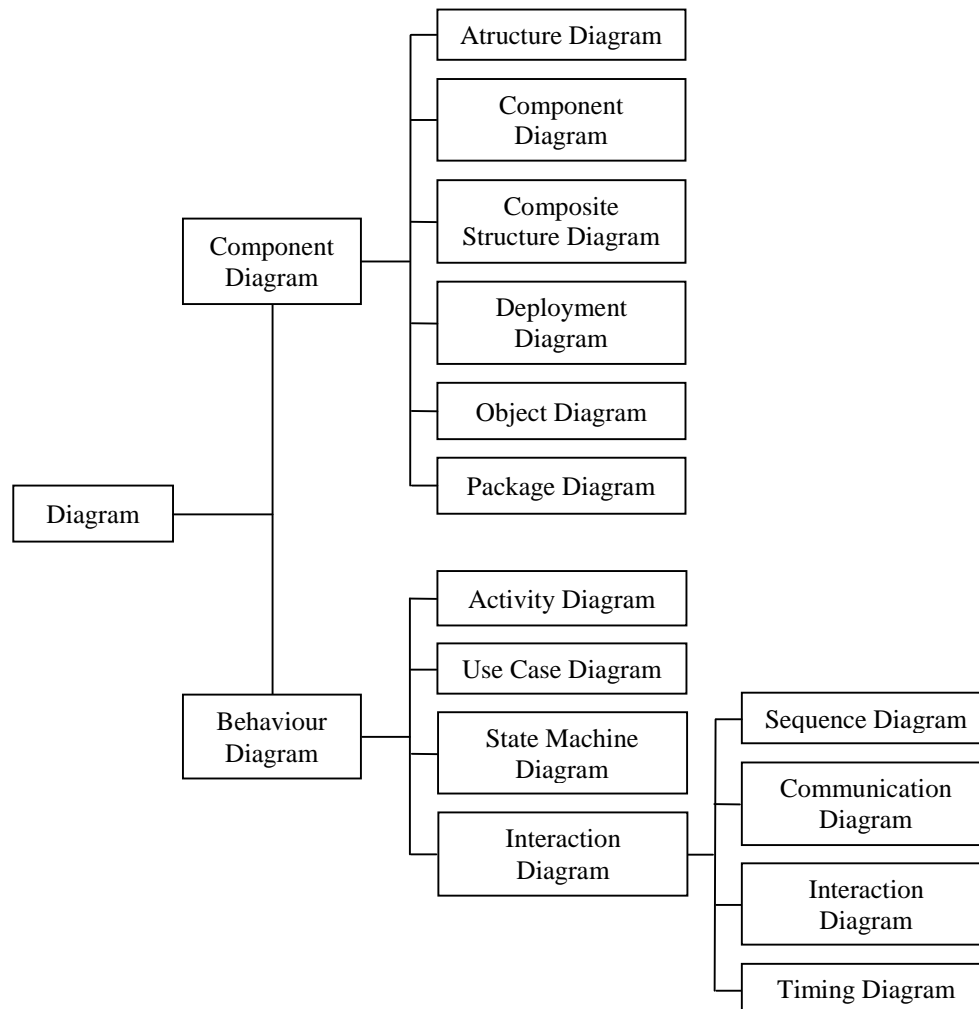 Atructure Diagram
Component
Diagram
Composite
Structure Diagram
Component
Diagram
Deployment
Diagram
Object Diagram
Package Diagram
Diagram
Activity Diagram
Use Case Diagram
Behaviour
Diagram
State Machine
Diagram
Interaction
Diagram
Sequence Diagram
Communication
Diagram
Interaction
Diagram
Timing Diagram